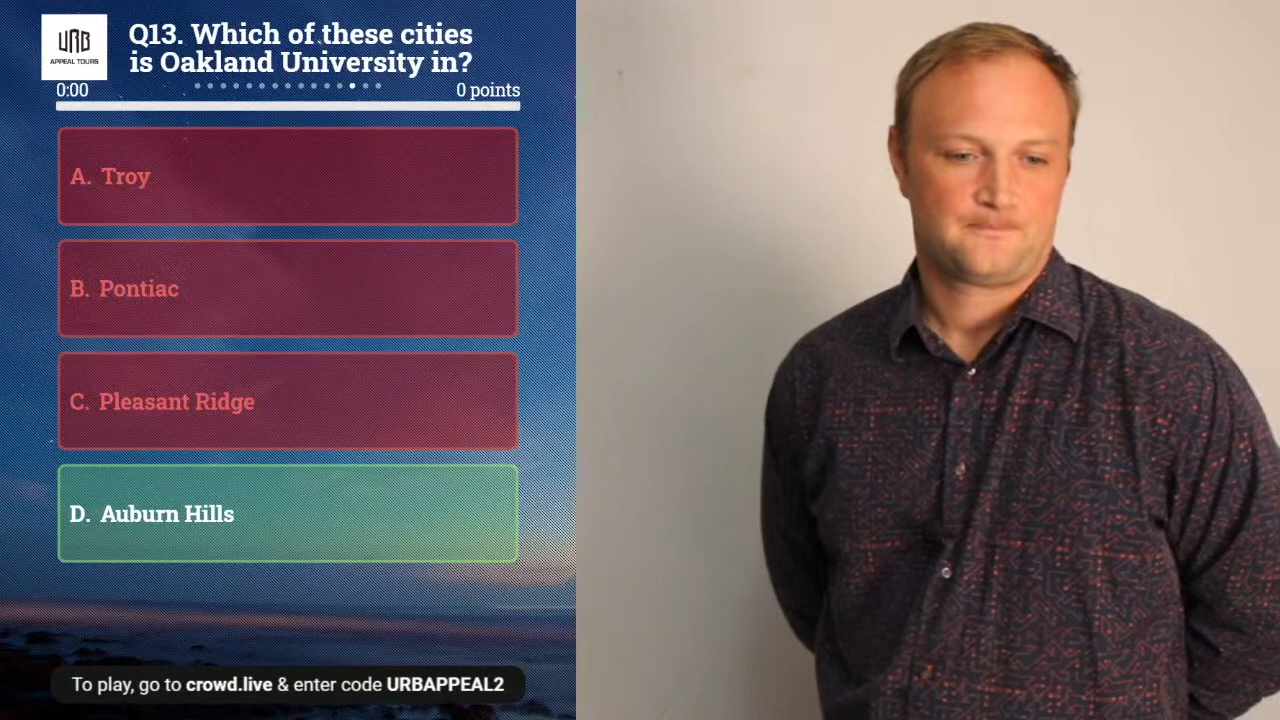 URB
APPEAL TOURS
Q13. Which of these cities
is Oakland University in?
0:00
0 points
A. Troy
B. Pontiac
C. Pleasant Ridge
D. Auburn Hills
To play, go to crowd.live & enter code URBAPPEAL2